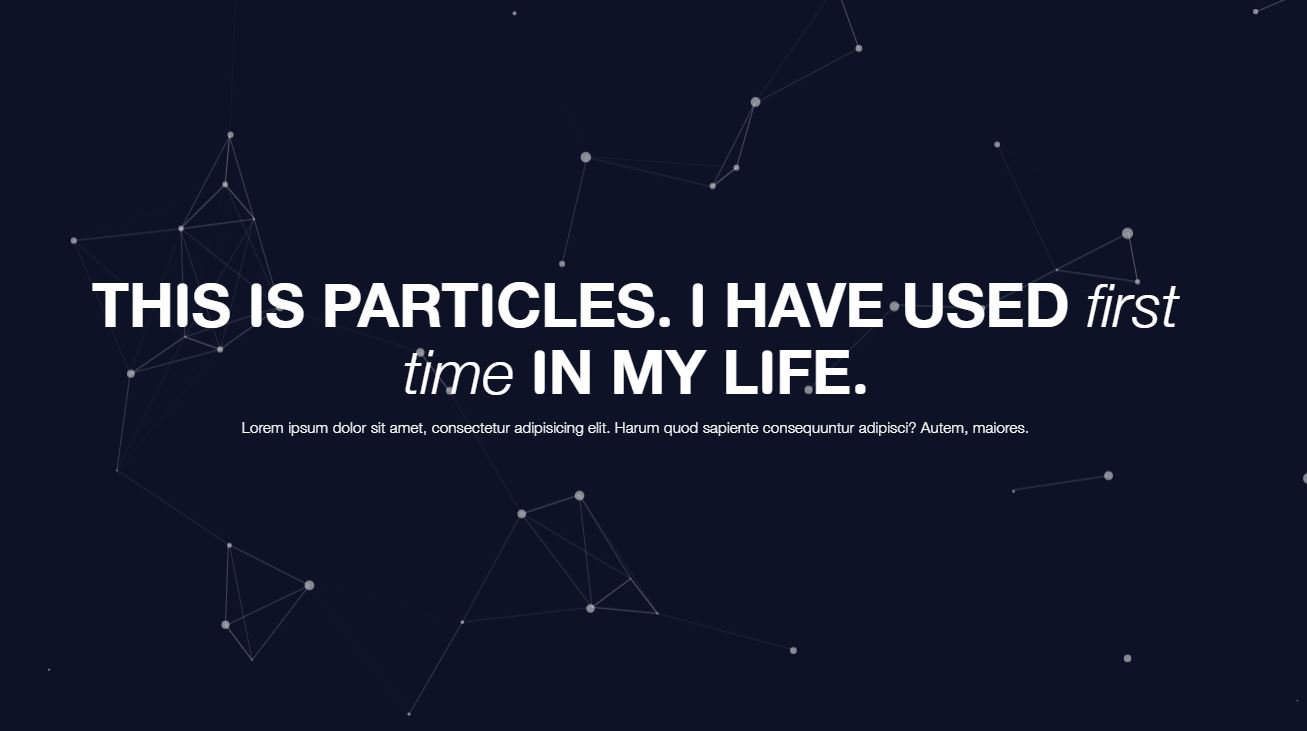 THIS IS PARTICLES. I HAVE USED first
time IN MY LIFE.
Lorem ipsum dolor sit amet, consectetur adipisicing elit. Harum quod sapiente consequuntur adipisci? Autem, maiores.